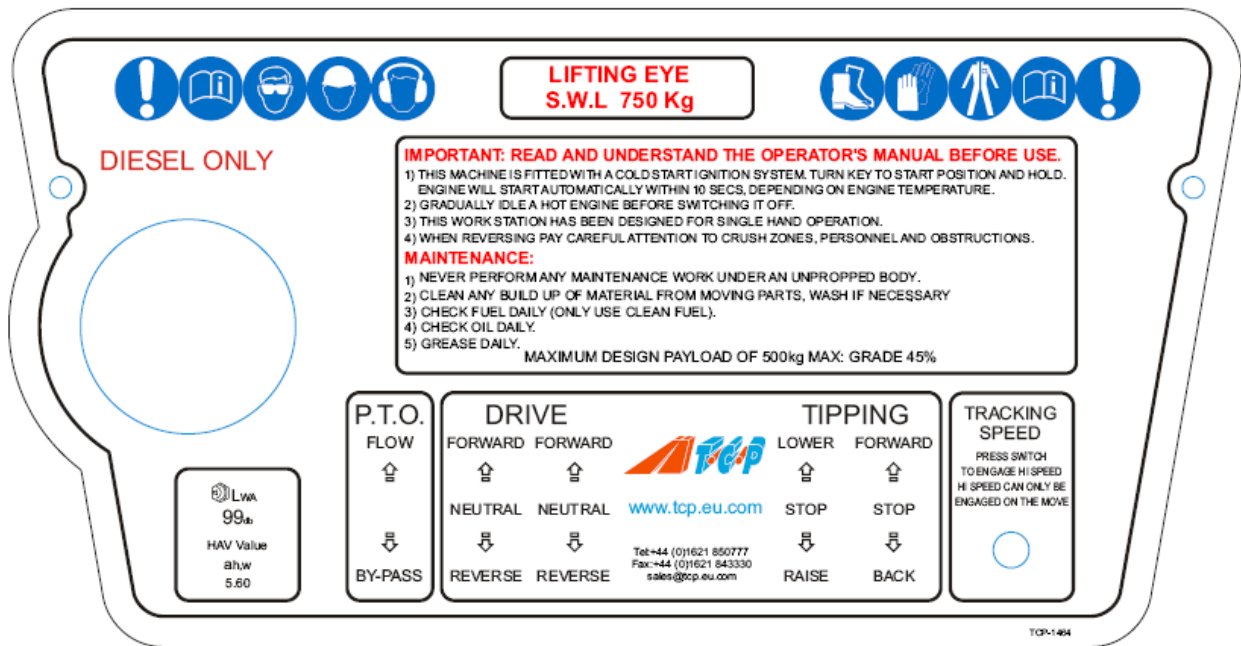 LIFTING EYE
S.W.L 750 Kg
DIESEL ONLY
IMPORTANT: READ AND UNDERSTAND THE OPERATOR'S MANUAL BEFORE USE.
1) THIS MACHINE IS FITTED WITH A COLD START IGNITION SYSTEM. TURN KEY TO START POSITION AND HOLD.
ENGINE WILL START AUTOMATICALLY WITHIN 10 SECS, DEPENDING ON ENGINE TEMPERATURE.
2) GRADUALLY IDLE A HOT ENGINE BEFORE SWITCHING IT OFF.
3) THIS WORK STATION HAS BEEN DESIGNED FOR SINGLE HAND OPERATION.
4) WHEN REVERSING PAY CAREFUL ATTENTION TO CRUSH ZONES, PERSONNEL AND OBSTRUCTIONS.
MAINTENANCE:
1) NEVER PERFORM ANY MAINTENANCE WORK UNDER AN UNPROPPED BODY.
2) CLEAN ANY BUILD UP OF MATERIAL FROM MOVING PARTS, WASH IF NECESSARY
3) CHECK FUEL DAILY (ONLY USE CLEAN FUEL).
4) CHECK OIL DAILY.
5) GREASE DAILY.
MAXIMUM DESIGN PAYLOAD OF 500kg MAX: GRADE 45%
LWA
99db
HAV Value
ah,w
5.60
P.T.O.
FLOW
BY-PASS
DRIVE
FORWARD FORWARD
NEUTRAL NEUTRAL
REVERSE REVERSE
T.C.P
www.tcp.eu.com
Tel:+44 (0)1621 850777
Fax:+44 (0)1621 843330
sales@tcp.eu.com
TIPPING
LOWER FORWARD
STOP STOP
RAISE BACK
TRACKING
SPEED
PRESS SWITCH
TO ENGAGE HI SPEED
HI SPEED CAN ONLY BE
ENGAGED ON THE MOVE
TCP-1464